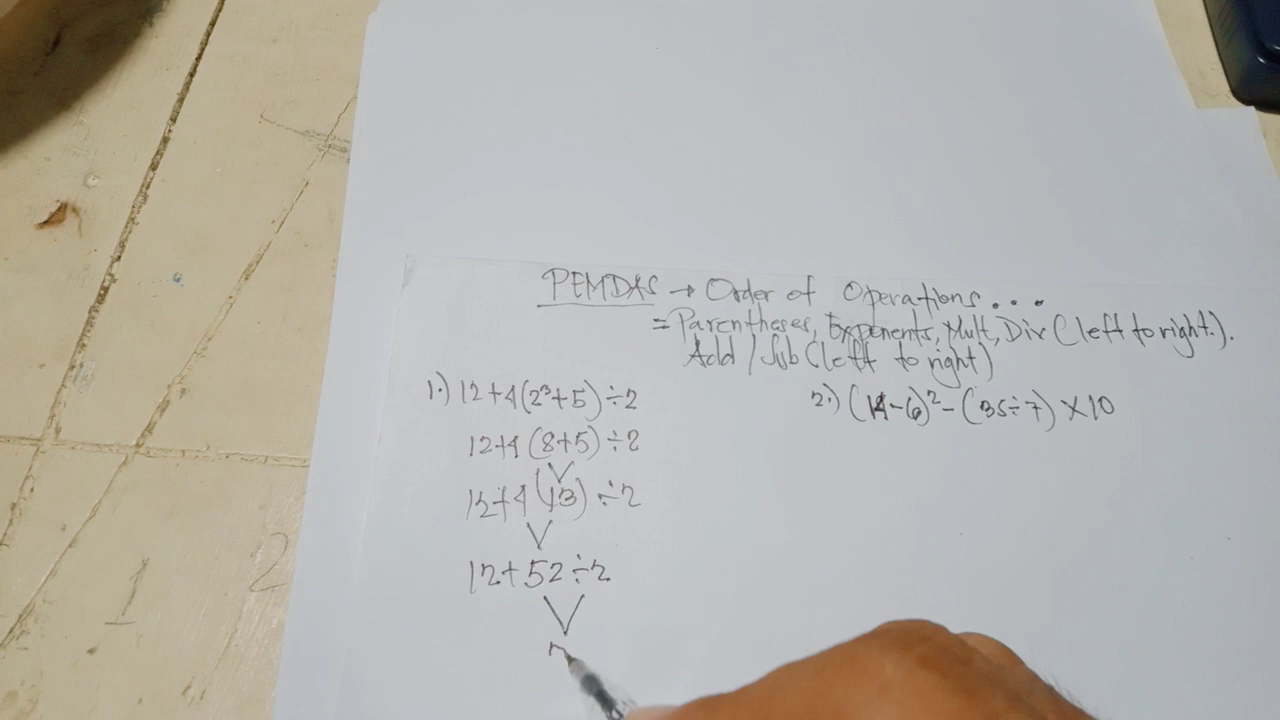 PEMDAS → Order of Operations...
= Parentheses, Exponents, Mult, Div (left to right.).
Add / Sub (left to right)
1.) 12+4(2³+5)÷2
12+4(8+5)÷2
12+4(13)÷2
12+52÷2
2.) (14-6)²-(35÷7)×10
1
2